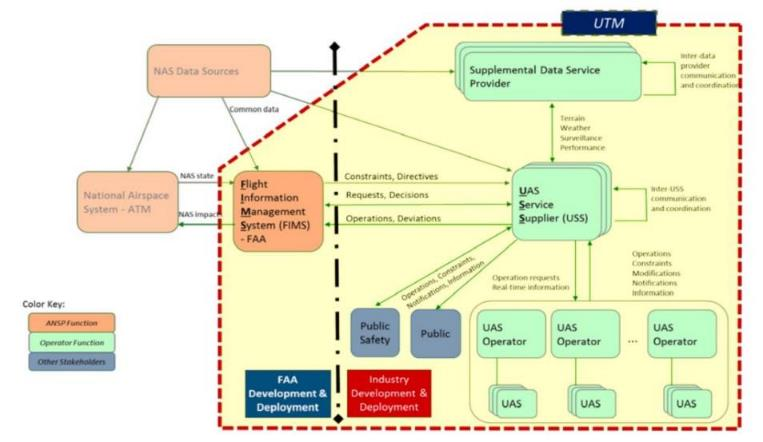 UTM
NAS Data Sources
Supplemental Data Service
Provider
Inter-data
provider
communication
and coordination
Common data
Terrain
Weather
Surveillance
Performance
National Airspace
System - ATM
NAS state
NAS impacts
Flight
Information
Management
System (FIMS)
- FAA
Constraints, Directives
Requests, Decisions
Operations, Deviations
UAS
Service
Supplier (USS)
Inter-USS
communication
and coordination
Operations, Constraints,
Notifications, Information
Operation requests
Real-time information
Operations
Constraints
Modifications
Notifications
Information
Color Key:
ANSP Function
Operator Function
Other Stakeholders
Public
Safety
Public
UAS
Operator
UAS
Operator
...
UAS
Operator
FAA
Development &
Deployment
Industry
Development &
Deployment
UAS
UAS
UAS